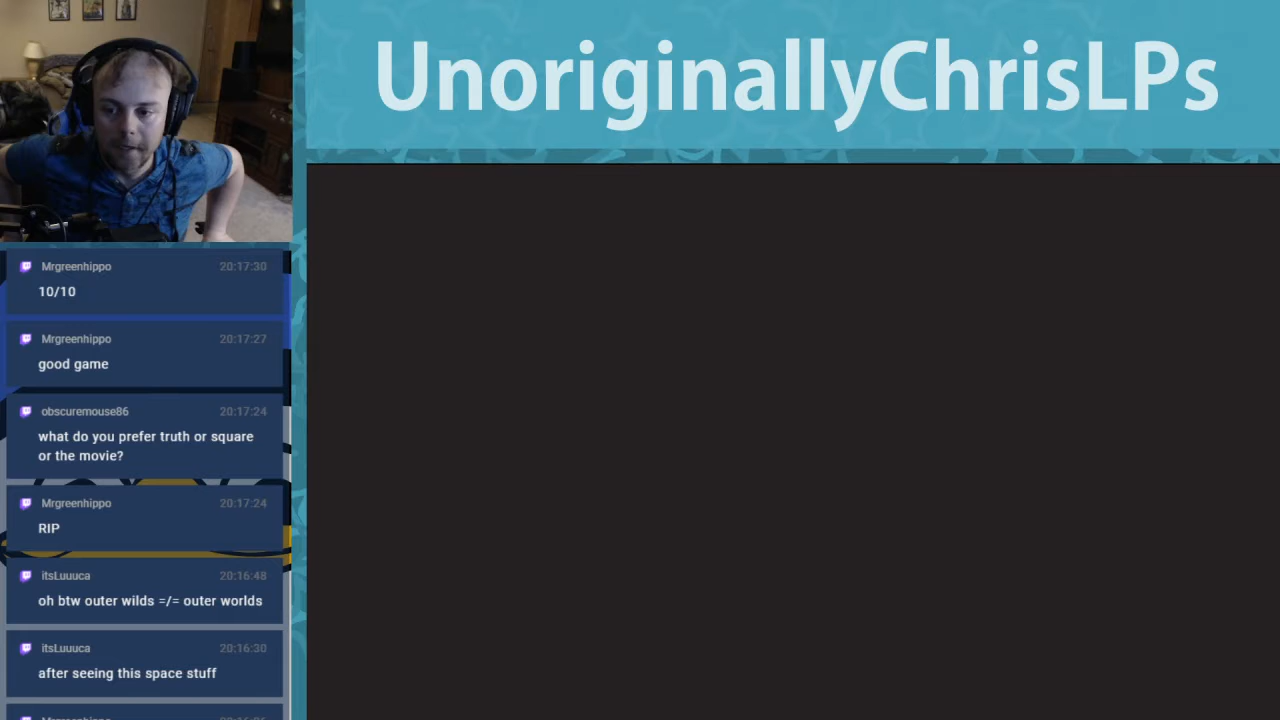 UnoriginallyChrisLPs
Mrgreenhippo 20:17:30
10/10
Mrgreenhippo 20:17:27
good game
obscuremouse86 20:17:24
what do you prefer truth or square
or the movie?
Mrgreenhippo 20:17:24
RIP
itsLuuuca 20:16:48
oh btw outer wilds =/= outer worlds
itsLuuuca 20:16:30
after seeing this space stuff
Mrgreenhippo